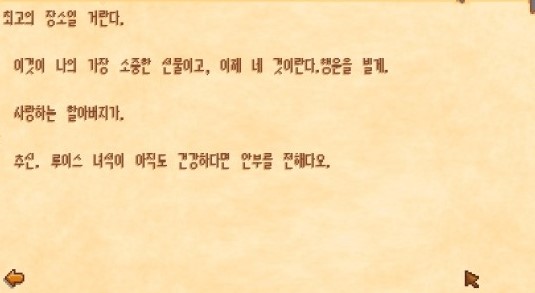 최고의 장소일 거란다.
이것이 나의 가장 소중한 선물이고, 이제 네 것이란다.행운을 빌게.
사랑하는 할아버지가.
추신. 루이스 녀석이 아직도 건강하다면 안부를 전해다오.